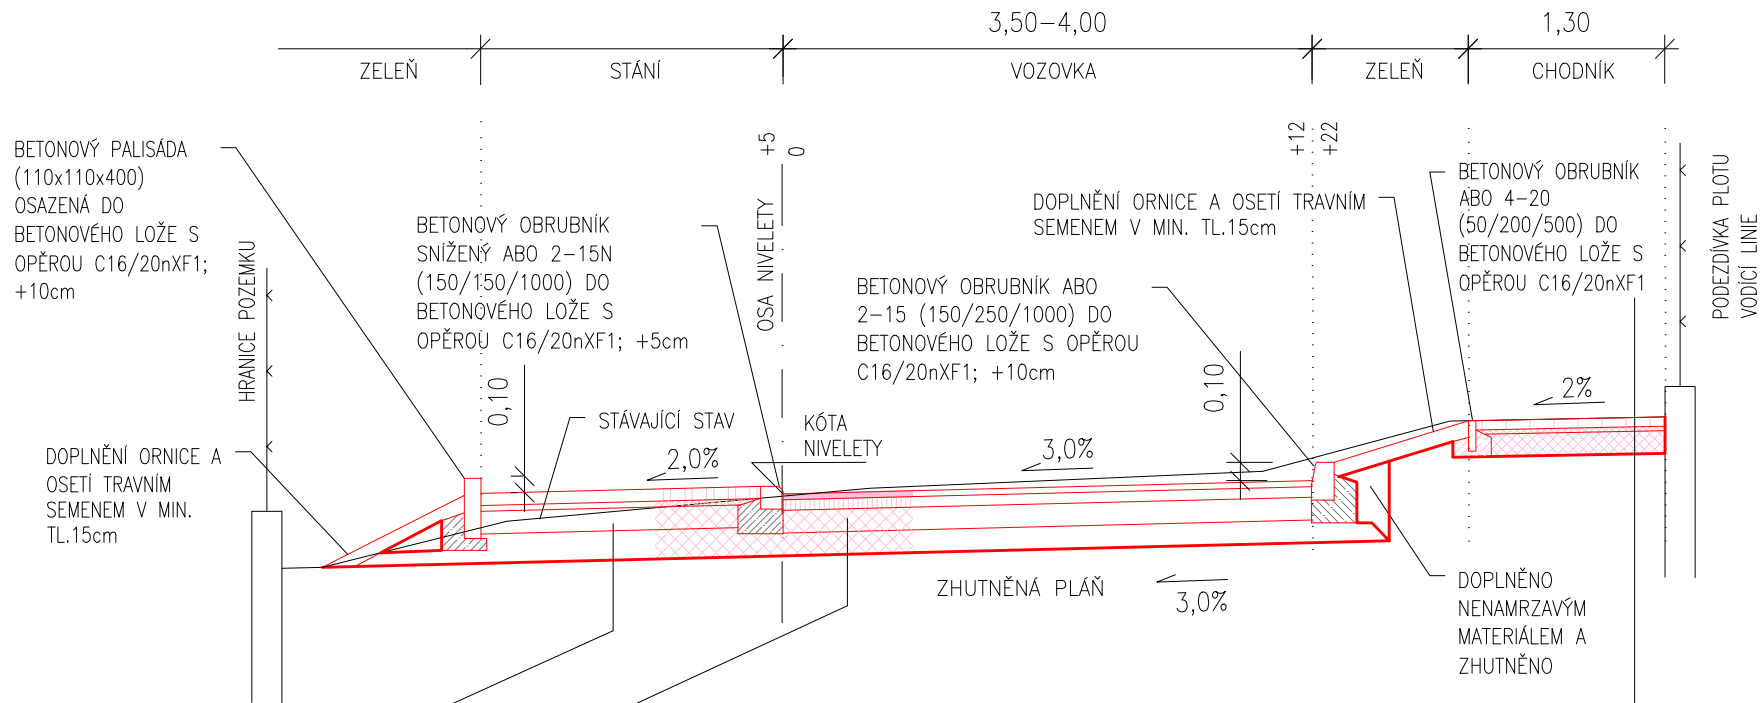 3,50-4,00
1,30
ZELEŇ
STÁNÍ
VOZOVKA
ZELEŇ
CHODNÍK
BETONOVÝ PALISÁDA
(110x110x400)
OSAZENÁ DO
BETONOVÉHO LOŽE S
OPĚROU C16/20nXF1;
+10cm
HRANICE POZEMKU
BETONOVÝ OBRUBNÍK
SNÍŽENÝ ABO 2-15N
(150/150/1000) DO
BETONOVÉHO LOŽE S
OPĚROU C16/20nXF1; +5cm
+5
0
OSA NIVELETY
BETONOVÝ OBRUBNÍK ABO
2-15 (150/250/1000) DO
BETONOVÉHO LOŽE S OPĚROU
C16/20nXF1; +10cm
DOPLNĚNÍ ORNICE A OSETÍ TRAVNÍM
SEMENEM V MIN. TL.15cm
+12
+22
BETONOVÝ OBRUBNÍK
ABO 4-20
(50/200/500) DO
BETONOVÉHO LOŽE S
OPĚROU C16/20nXF1
PODEZDÍVKA PLOTU
VODÍCÍ LINIE
0,10
STÁVAJÍCÍ STAV
KÓTA
NIVELETY
0,10
2%
2,0%
3,0%
DOPLNĚNÍ ORNICE A
OSETÍ TRAVNÍM
SEMENEM V MIN.
TL.15cm
ZHUTNĚNÁ PLÁŇ
3,0%
DOPLNĚNO
NENAMRZAVÝM
MATERIÁLEM A
ZHUTNĚNO